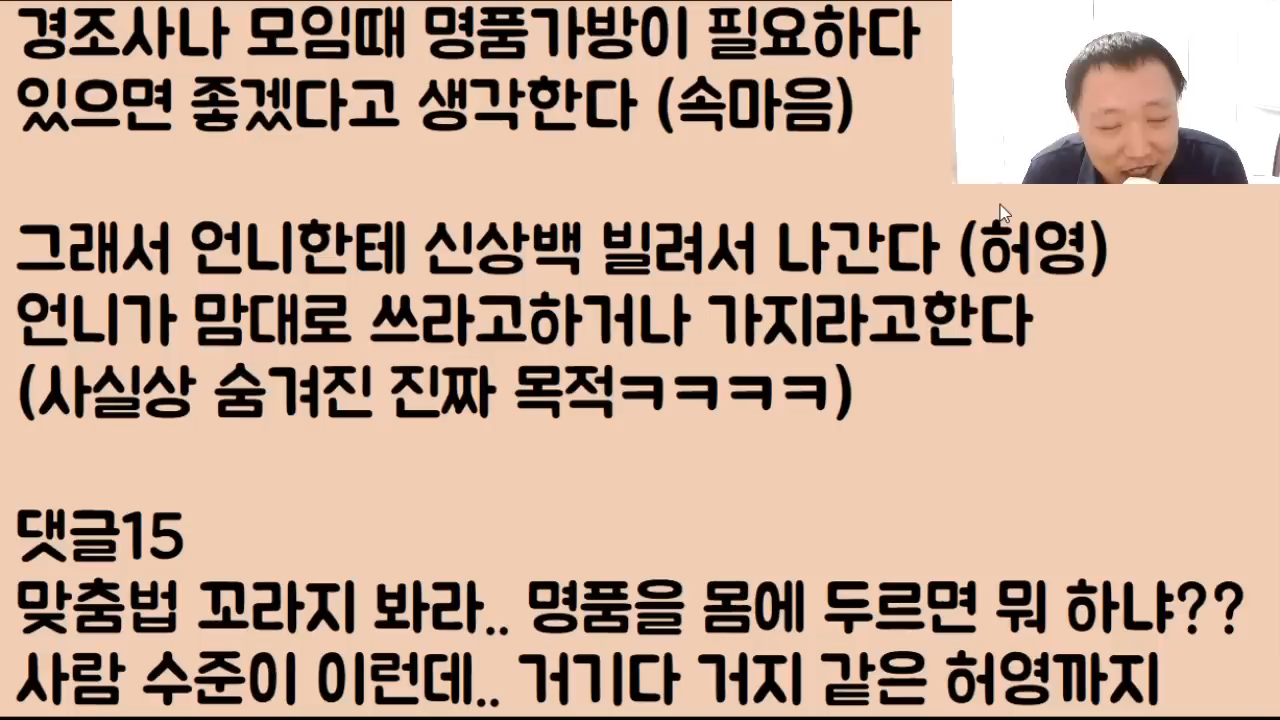 경조사나 모임때 명품가방이 필요하다
있으면 좋겠다고 생각한다 (속마음)
그래서 언니한테 신상백 빌려서 나간다 (허영)
언니가 맘대로 쓰라고하거나 가지라고한다
(사실상 숨겨진 진짜 목적ㅋㅋㅋㅋ)
댓글15
맞춤법 꼬라지 봐라.. 명품을 몸에 두르면 뭐 하냐??
사람 수준이 이런데.. 거기다 거지 같은 허영까지